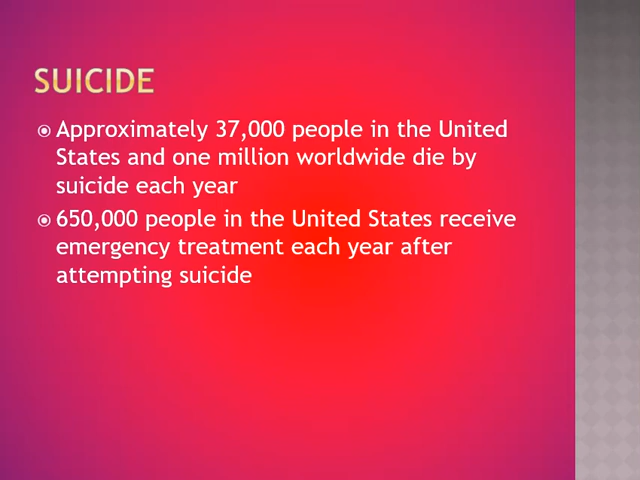 SUICIDE
Approximately 37,000 people in the United
States and one million worldwide die by
suicide each year
650,000 people in the United States receive
emergency treatment each year after
attempting suicide